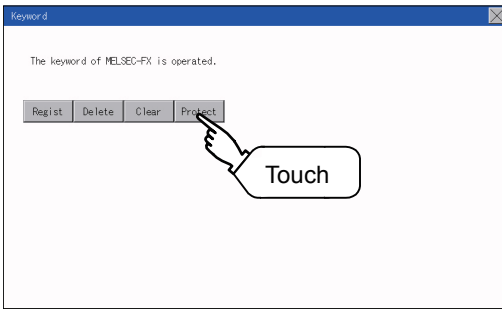 Keyword
The keyword of MELSEC-FX is operated.
Regist Delete Clear Protect
Touch